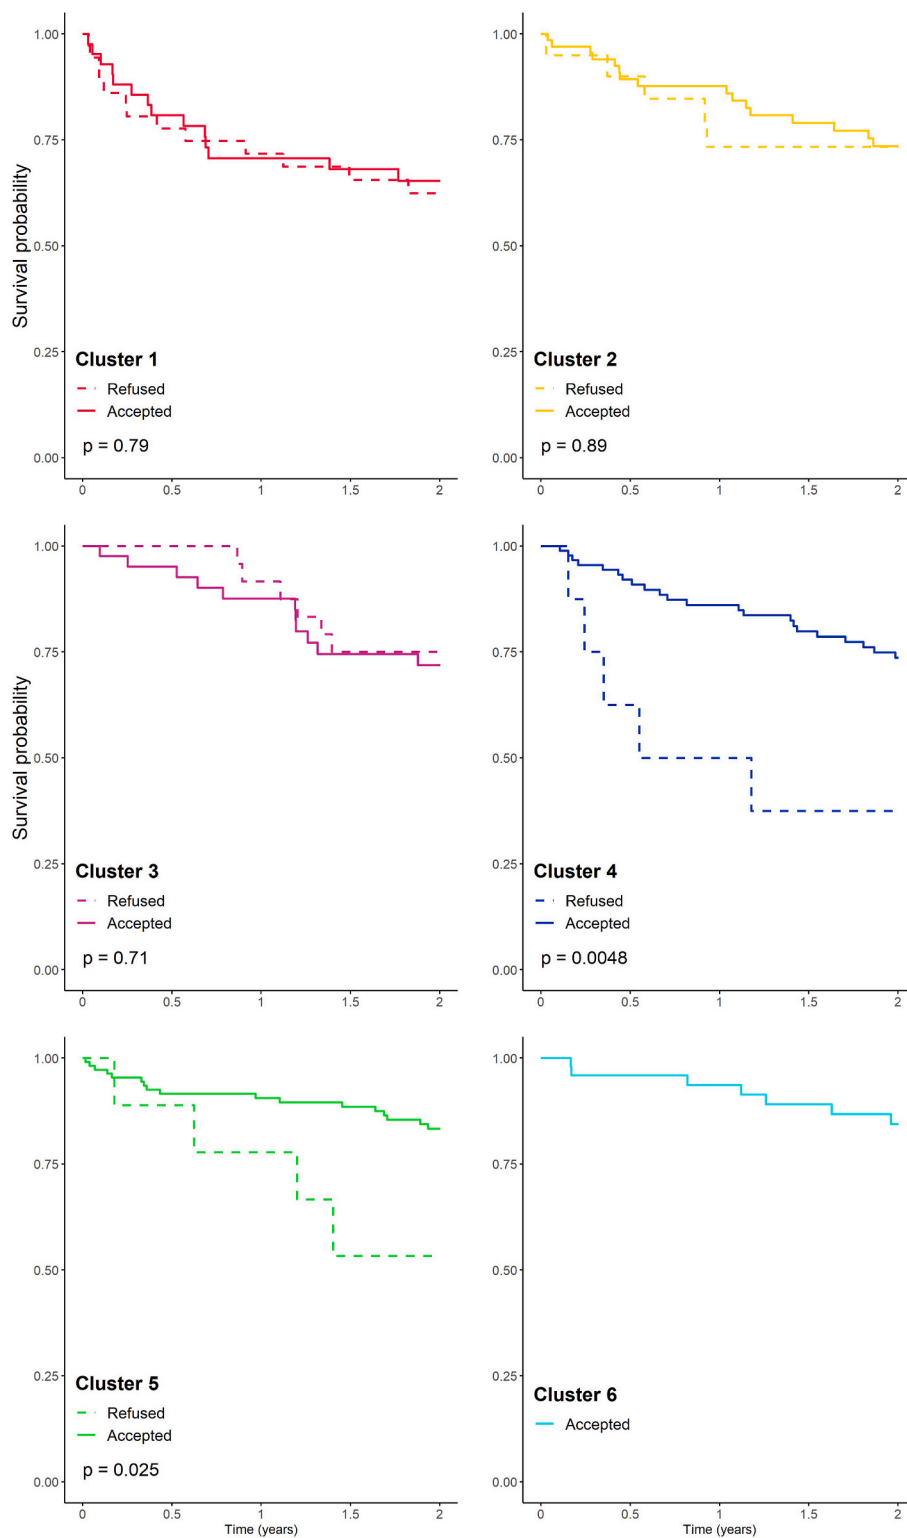 1.00
0.75
0.50
0.25
0.00
Survival probability
Cluster 1
Refused
Accepted
p = 0.79
0 0.5 1 1.5 2
1.00
0.75
0.50
0.25
0.00
Cluster 2
Refused
Accepted
p = 0.89
0 0.5 1 1.5 2
1.00
0.75
0.50
0.25
0.00
Survival probability
Cluster 3
Refused
Accepted
p = 0.71
0 0.5 1 1.5 2
1.00
0.75
0.50
0.25
0.00
Cluster 4
Refused
Accepted
p = 0.0048
0 0.5 1 1.5 2
1.00
0.75
0.50
0.25
0.00
Cluster 5
Refused
Accepted
p = 0.025
0 0.5 1 1.5 2
Time (years)
1.00
0.75
0.50
0.25
0.00
Cluster 6
Accepted
0 0.5 1 1.5 2
Time (years)